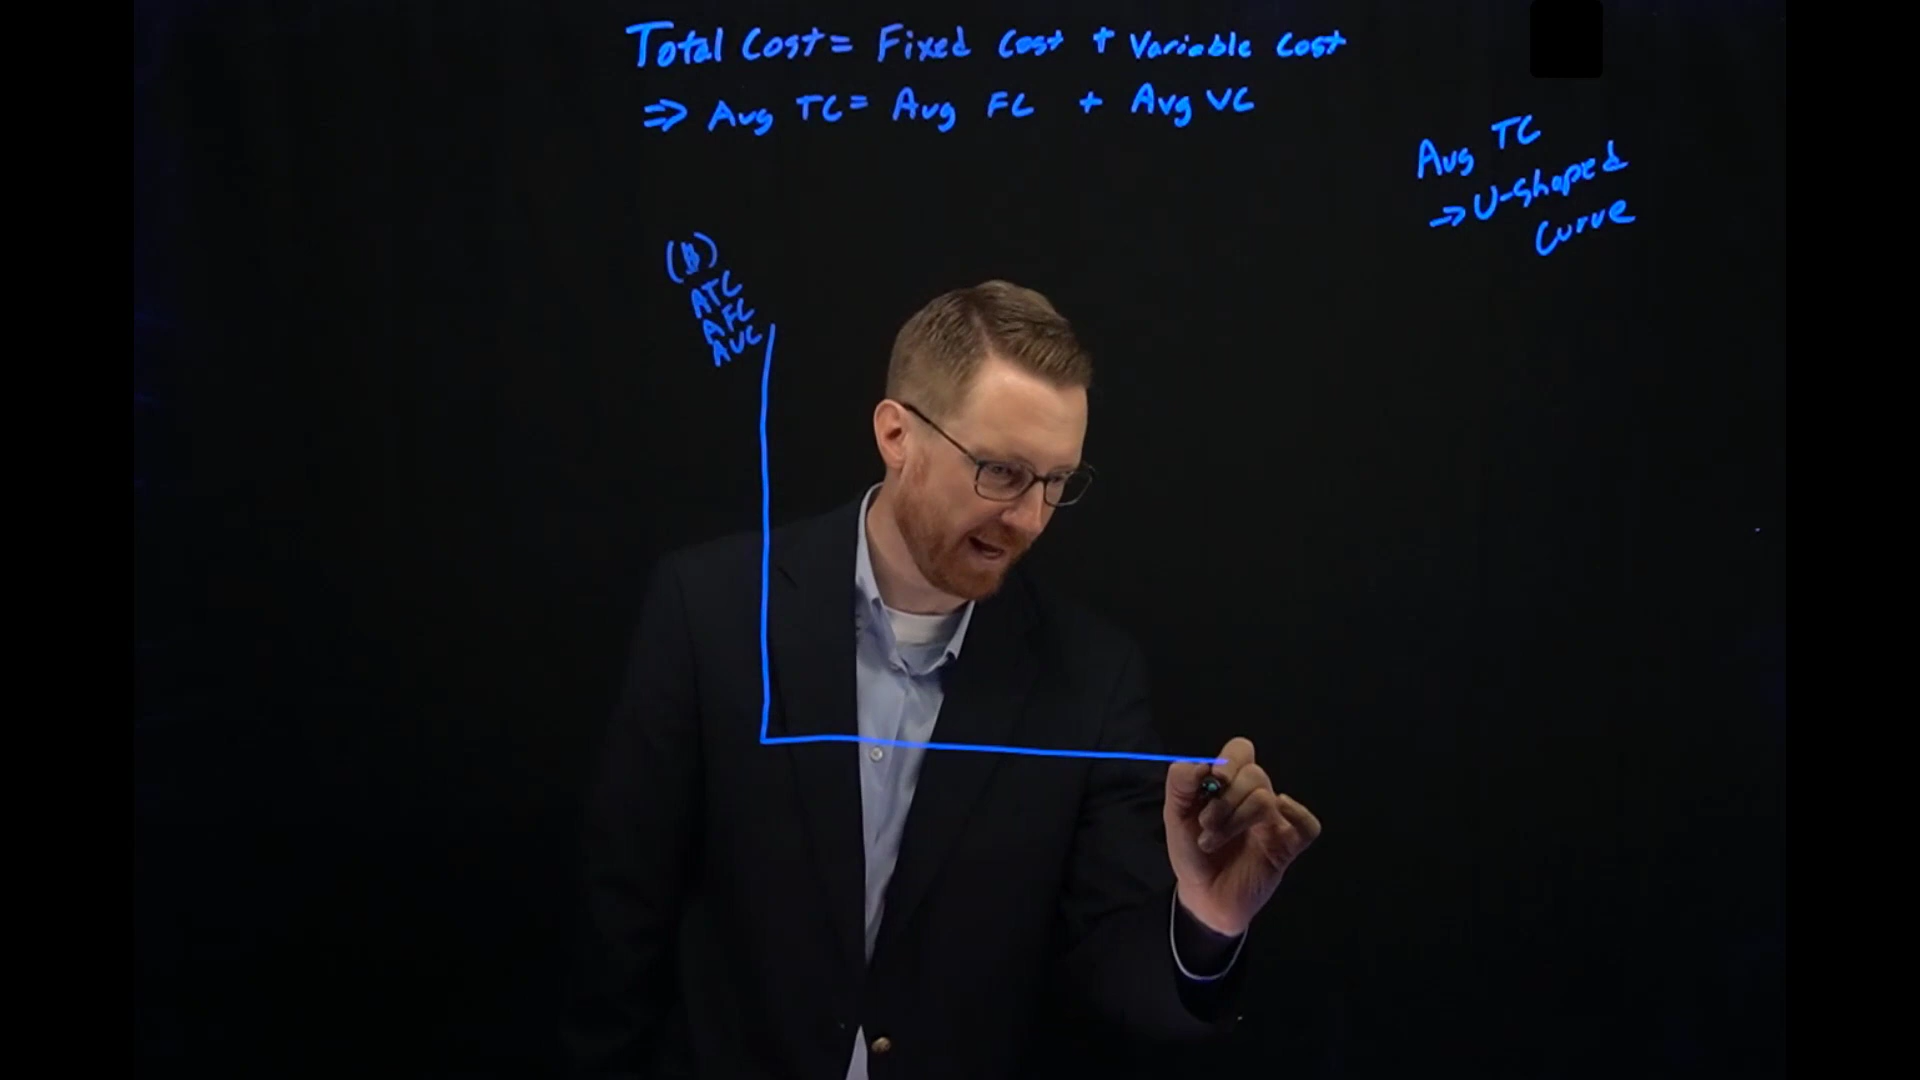 Total Cost = Fixed Cost + Variable Cost
⇒ Avg TC = Avg FC + Avg VC
Avg TC
⇒ U-shaped
Curve
($)
ATC
AFC
AVC